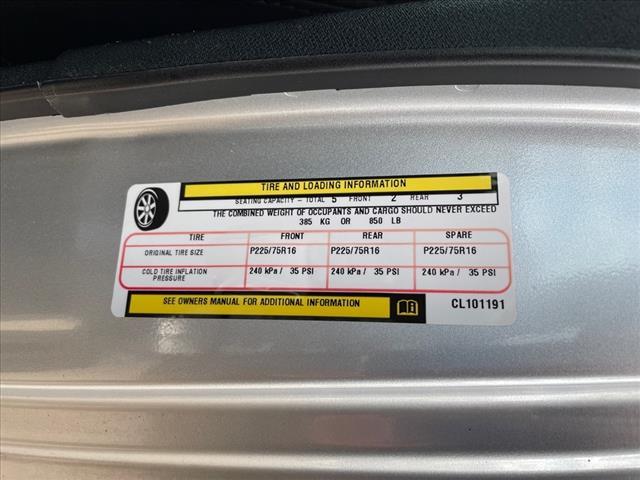 TIRE AND LOADING INFORMATION
SEATING CAPACITY - TOTAL 5 FRONT 2 REAR 3
THE COMBINED WEIGHT OF OCCUPANTS AND CARGO SHOULD NEVER EXCEED
385 KG OR 850 LB
TIRE FRONT REAR SPARE
ORIGINAL TIRE SIZE P225/75R16 P225/75R16 P225/75R16
COLD TIRE INFLATION PRESSURE 240 kPa / 35 PSI 240 kPa / 35 PSI 240 kPa / 35 PSI
SEE OWNERS MANUAL FOR ADDITIONAL INFORMATION CL101191